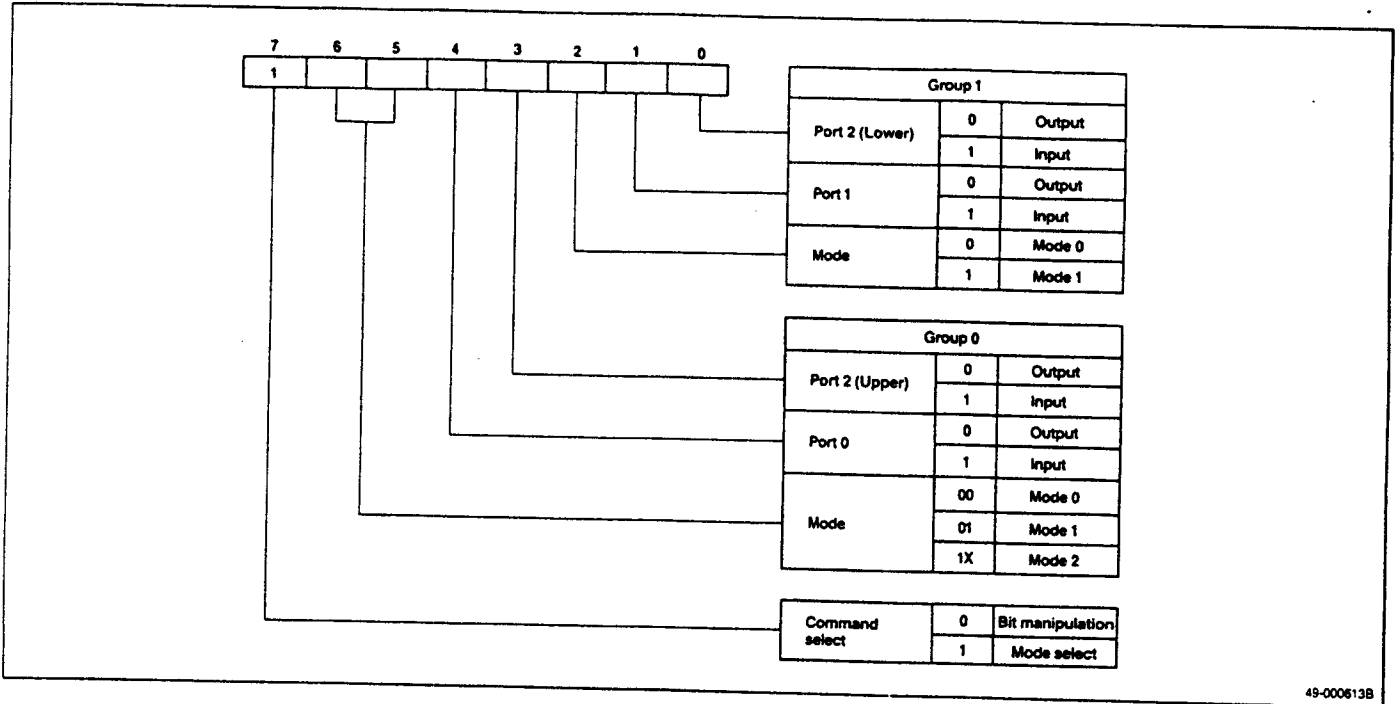 7 6 5 4 3 2 1 0
1
Group 1
Port 2 (Lower) 0 Output
1 Input
Port 1 0 Output
1 Input
Mode 0 Mode 0
1 Mode 1
Group 0
Port 2 (Upper) 0 Output
1 Input
Port 0 0 Output
1 Input
Mode 00 Mode 0
01 Mode 1
1X Mode 2
Command select 0 Bit manipulation
1 Mode select
49-000613B